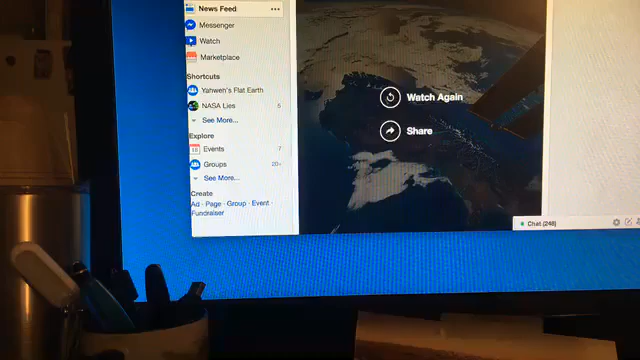 News Feed
Messenger
Watch
Marketplace
Shortcuts
Yahweh's Flat Earth
NASA Lies 5
See More...
Explore
Events 7
Groups 20+
See More...
Create
Ad · Page · Group · Event ·
Fundraiser
Watch Again
Share
Chat (248)